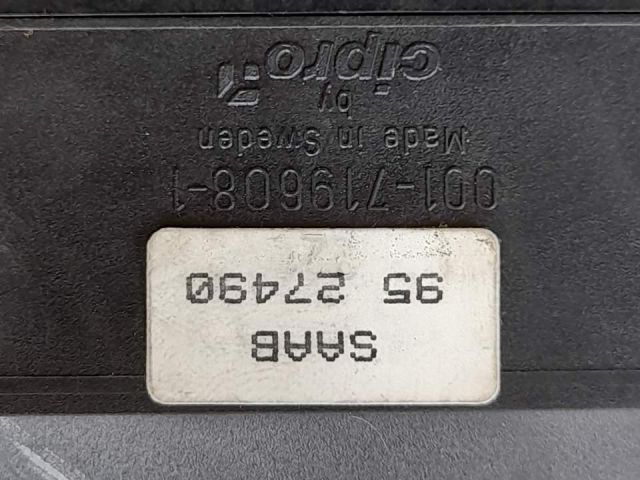 SAAB
95 27490
001-719608-1
Made in Sweden
by
cipro